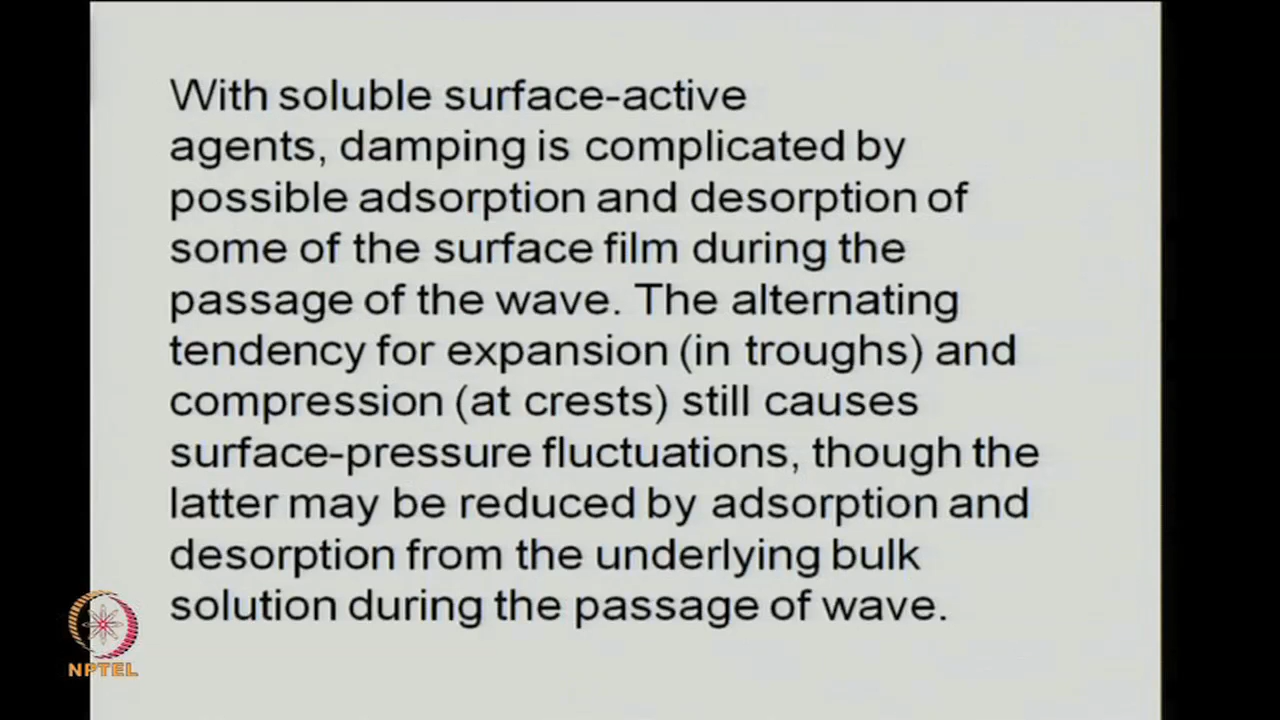 With soluble surface-active
agents, damping is complicated by
possible adsorption and desorption of
some of the surface film during the
passage of the wave. The alternating
tendency for expansion (in troughs) and
compression (at crests) still causes
surface-pressure fluctuations, though the
latter may be reduced by adsorption and
desorption from the underlying bulk
solution during the passage of wave.
NPTEL